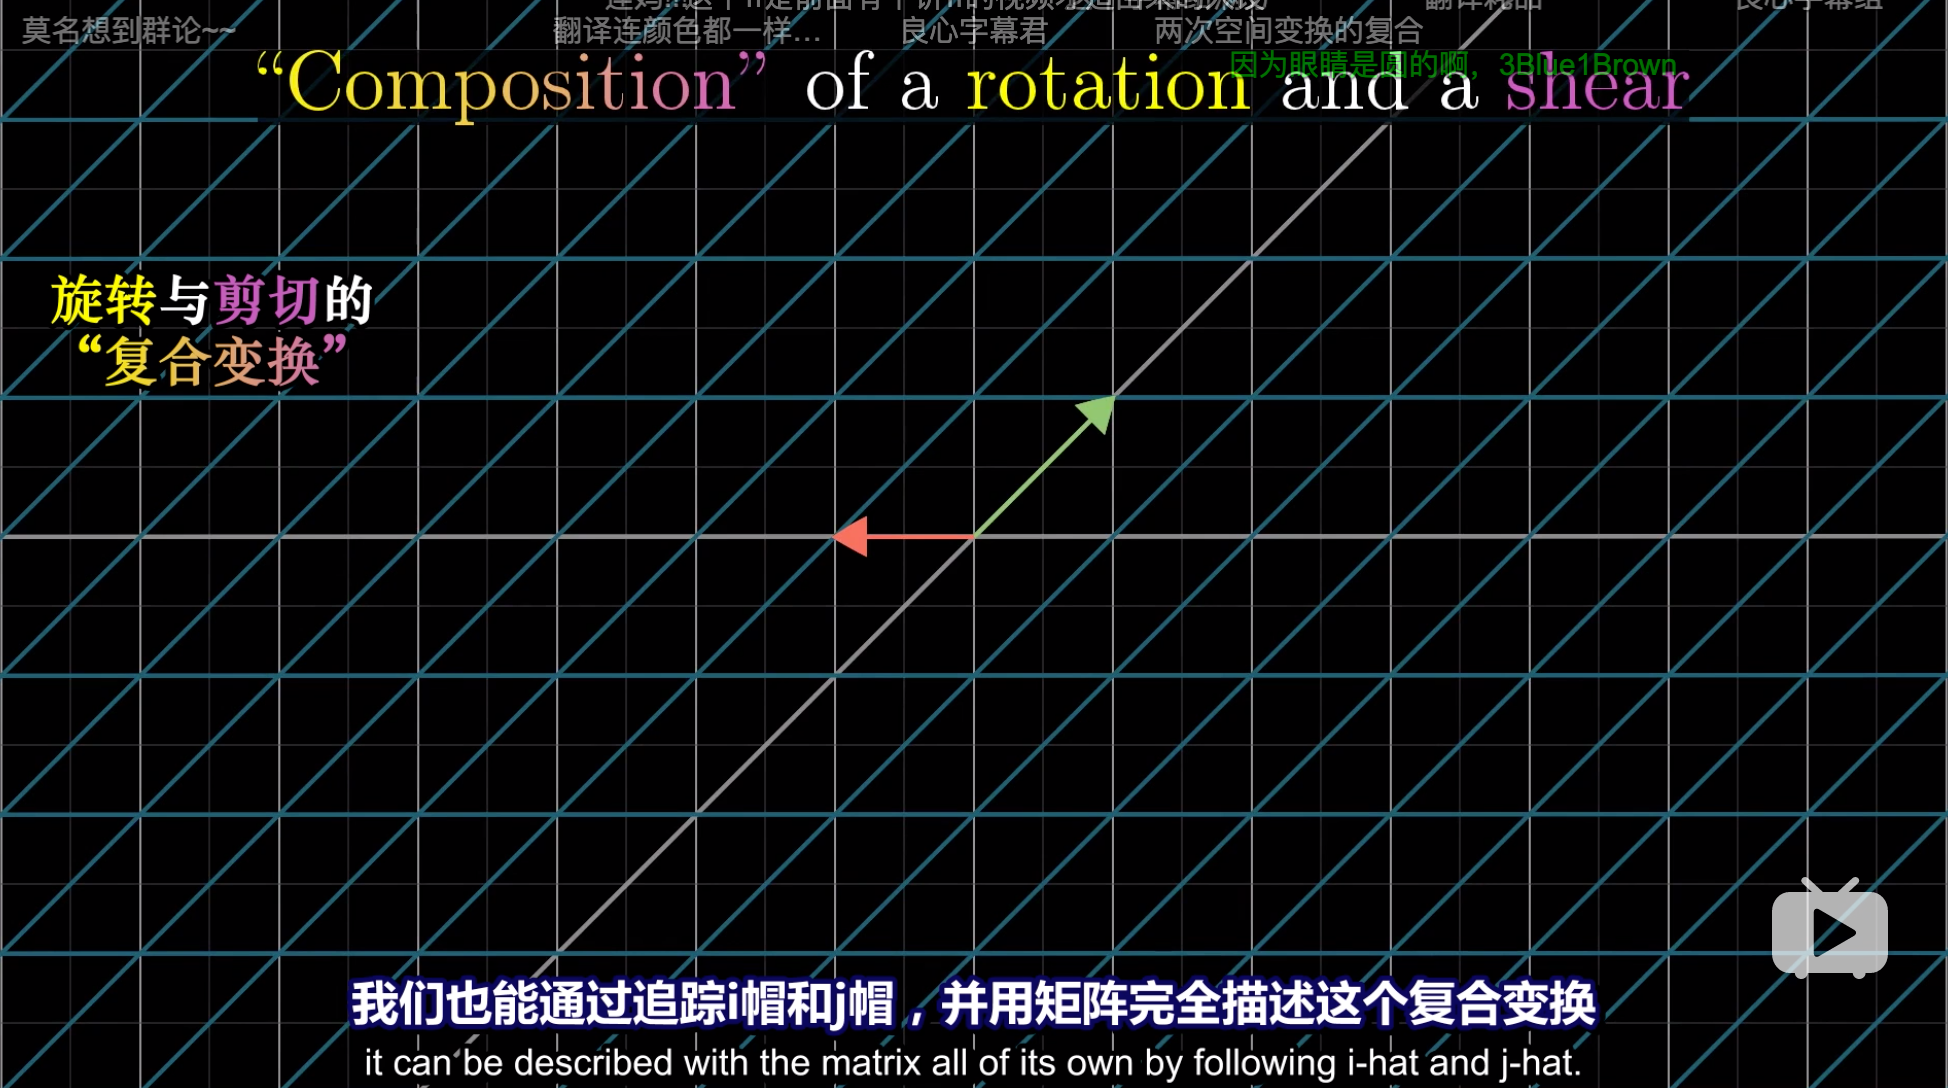 莫名想到群论~~
翻译连颜色都一样...
良心字幕君
两次空间变换的复合
因为眼睛是圆的啊，3Blue1Brown
“Composition” of a rotation and a shear
旋转与剪切的
“复合变换”
我们也能通过追踪i帽和j帽，并用矩阵完全描述这个复合变换
it can be described with the matrix all of its own by following i-hat and j-hat.